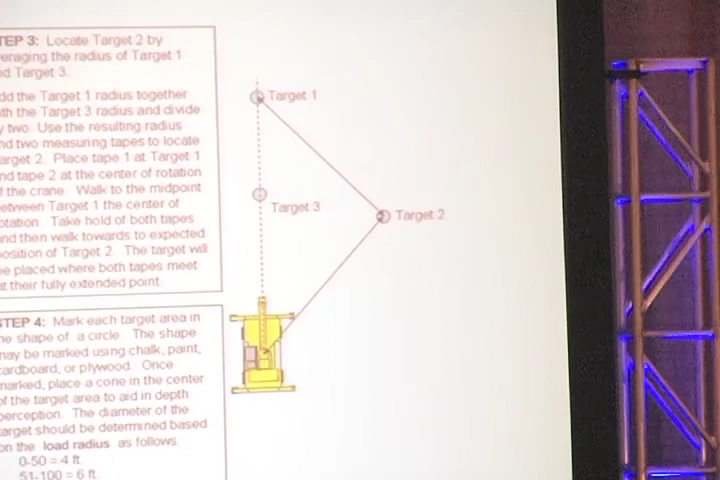 TEP 3: Locate Target 2 by
veraging the radius of Target 1
nd Target 3.
dd the Target 1 radius together
ith the Target 3 radius and divide
y two. Use the resulting radius
nd two measuring tapes to locate
arget 2. Place tape 1 at Target 1
nd tape 2 at the center of rotation
f the crane. Walk to the midpoint
etween Target 1 the center of
otation. Take hold of both tapes
nd then walk towards to expected
osition of Target 2. The target will
e placed where both tapes meet
at their fully extended point.
STEP 4: Mark each target area in
he shape of a circle. The shape
may be marked using chalk, paint,
cardboard, or plywood. Once
marked, place a cone in the center
of the target area to aid in depth
perception. The diameter of the
target should be determined based
on the load radius as follows.
0-50 = 4 ft.
51-100 = 6 ft.
Target 1
Target 3
Target 2